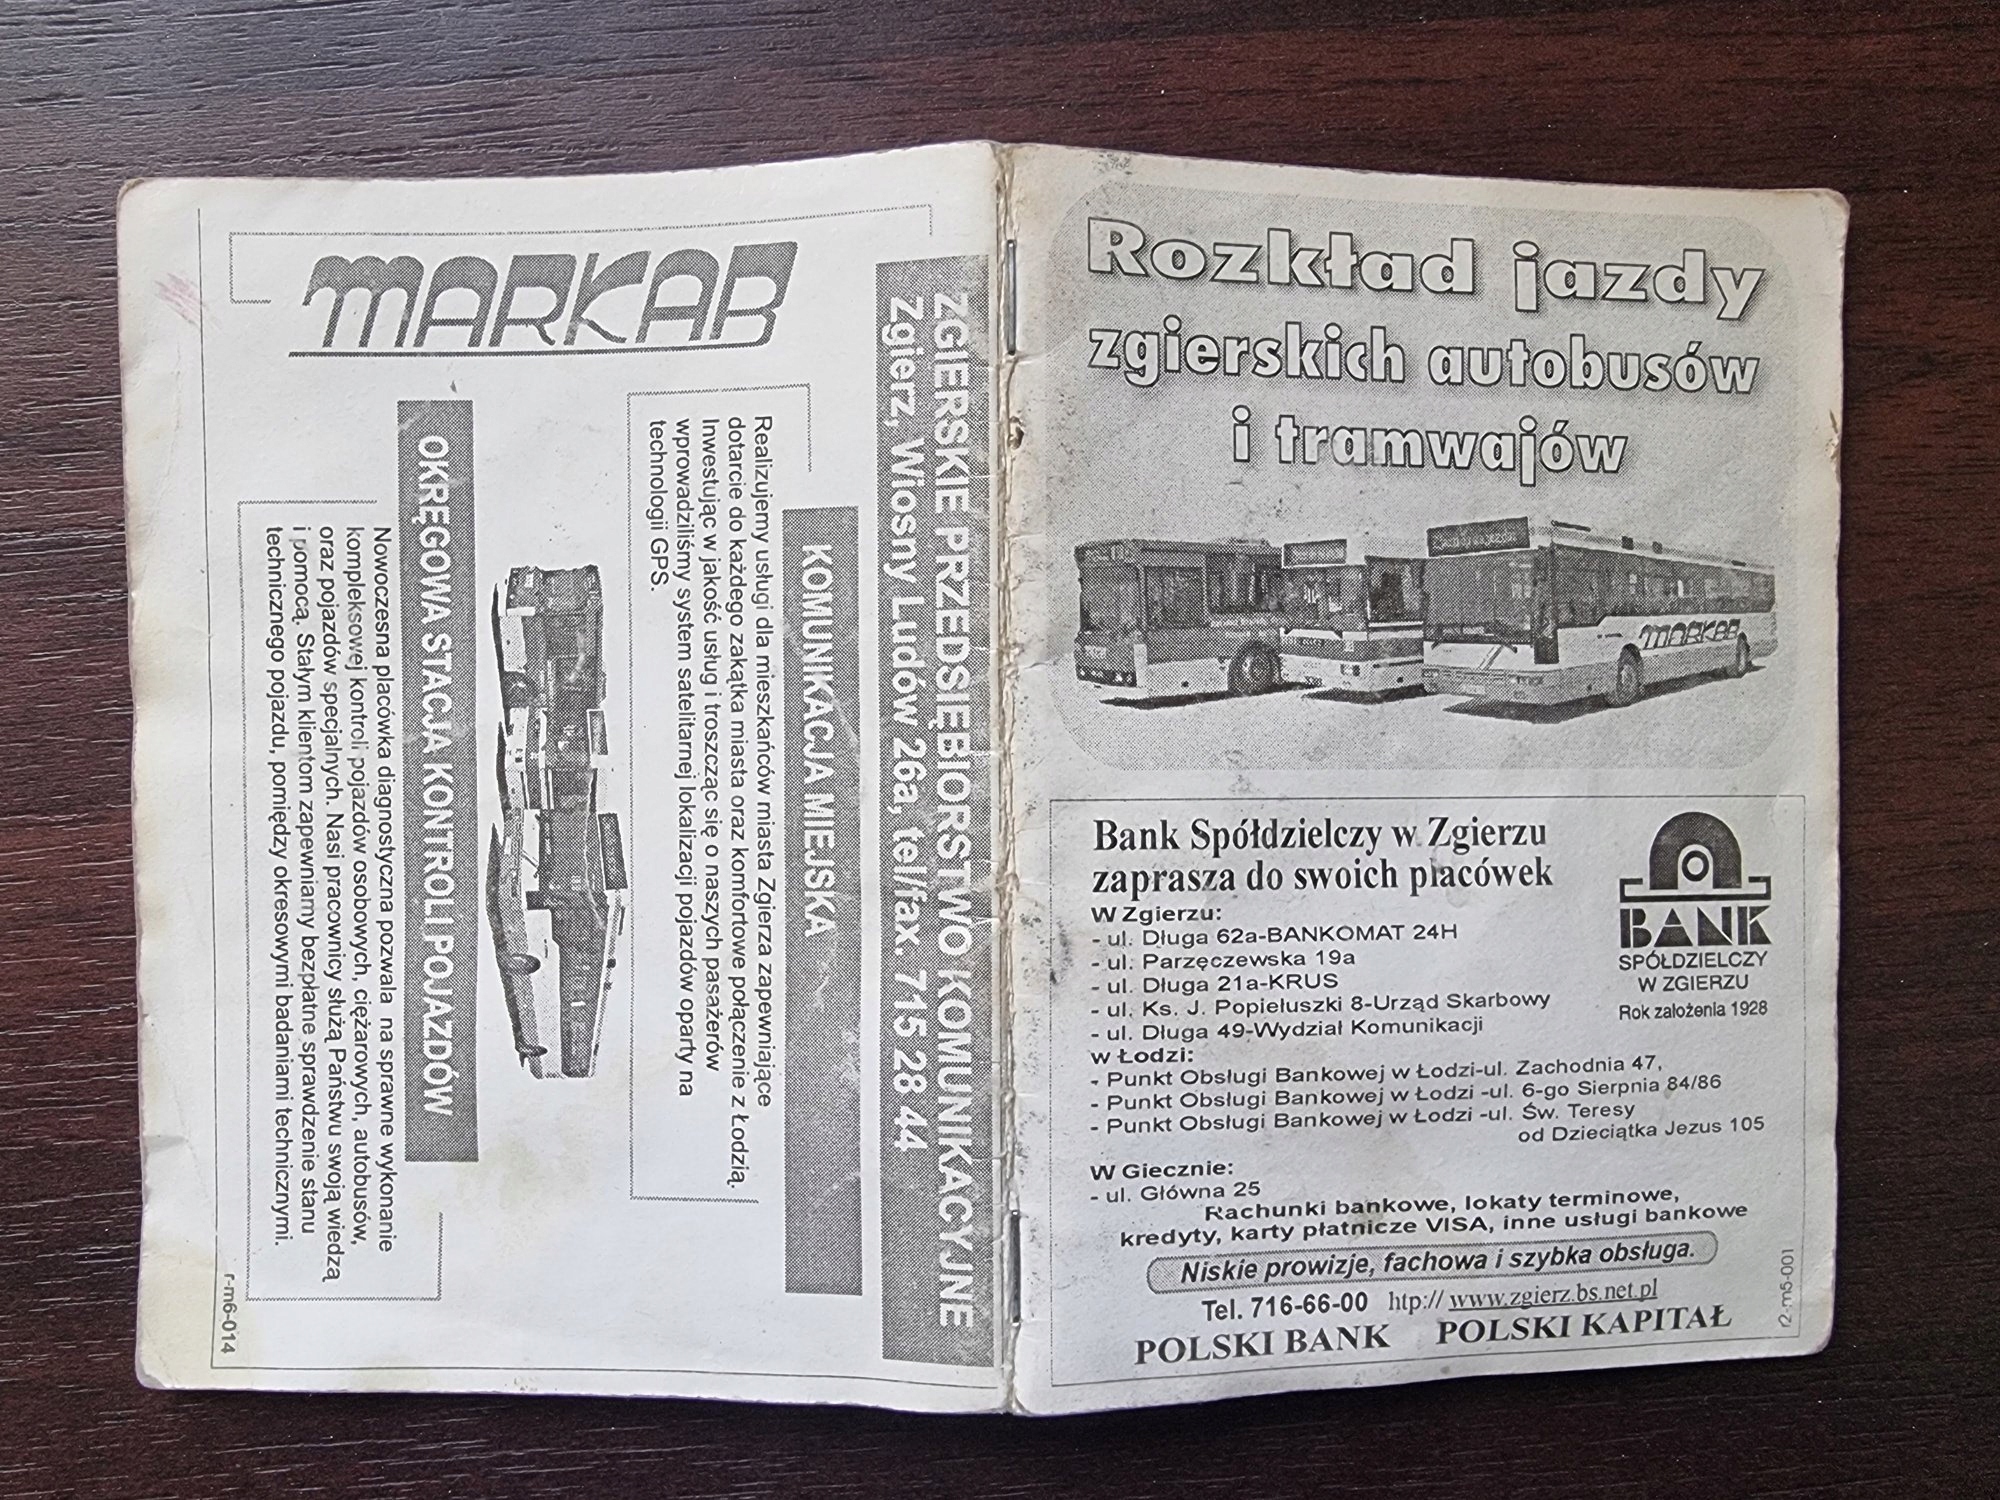 MARKAB
ZGIERSKIE PRZEDSIĘBIORSTWO KOMUNIKACYJNE
Zgierz, Wiosny Ludów 26a, tel/fax. 715 28 44
KOMUNIKACJA MIEJSKA
Realizujemy usługi dla mieszkańców miasta Zgierza zapewniające
dotarcie do każdego zakątka miasta oraz komfortowe połączenie z Łodzią.
Inwestując w jakość usług i troszcząc się o naszych pasażerów
wprowadziliśmy system satelitarnej lokalizacji pojazdów oparty na
technologii GPS.
OKRĘGOWA STACJA KONTROLI POJAZDÓW
Nowoczesna placówka diagnostyczna pozwala na sprawne wykonanie
kompleksowej kontroli pojazdów osobowych, ciężarowych, autobusów,
oraz pojazdów specjalnych. Nasi pracownicy służą Państwu swoją wiedzą
i pomocą. Stałym klientom zapewniamy bezpłatne sprawdzenie stanu
technicznego pojazdu, pomiędzy okresowymi badaniami technicznymi.
r-m6-014
Rozkład jazdy
zgierskich autobusów
i tramwajów
MARKAB
Bank Spółdzielczy w Zgierzu
zaprasza do swoich placówek
BANK
SPÓŁDZIELCZY
W ZGIERZU
Rok założenia 1928
W Zgierzu:
- ul. Długa 62a-BANKOMAT 24H
- ul. Parzęczewska 19a
- ul. Długa 21a-KRUS
- ul. Ks. J. Popiełuszki 8-Urząd Skarbowy
- ul. Długa 49-Wydział Komunikacji
w Łodzi:
- Punkt Obsługi Bankowej w Łodzi-ul. Zachodnia 47,
- Punkt Obsługi Bankowej w Łodzi -ul. 6-go Sierpnia 84/86
- Punkt Obsługi Bankowej w Łodzi -ul. Św. Teresy
od Dzieciątka Jezus 105
W Giecznie:
- ul. Główna 25
Rachunki bankowe, lokaty terminowe,
kredyty, karty płatnicze VISA, inne usługi bankowe
Niskie prowizje, fachowa i szybka obsługa.
Tel. 716-66-00 htp:// www.zgierz.bs.net.pl
POLSKI BANK POLSKI KAPITAŁ
r2-m5-001